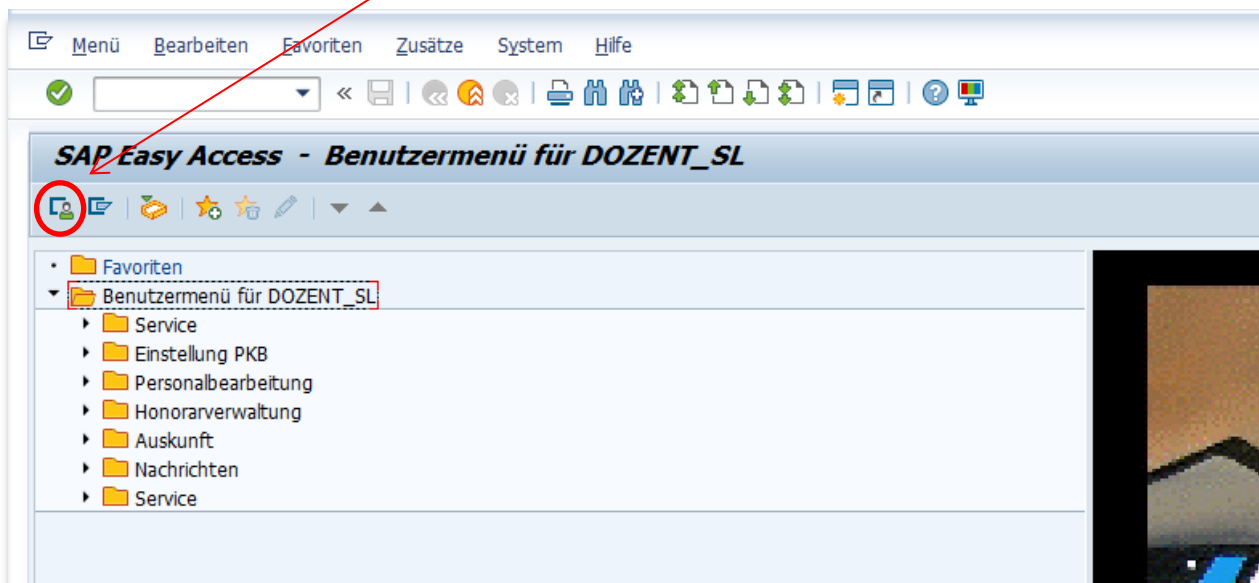 Menü Bearbeiten Favoriten Zusätze System Hilfe
SAP Easy Access - Benutzermenü für DOZENT_SL
Favoriten
Benutzermenü für DOZENT_SL
Service
Einstellung PKB
Personalbearbeitung
Honorarverwaltung
Auskunft
Nachrichten
Service